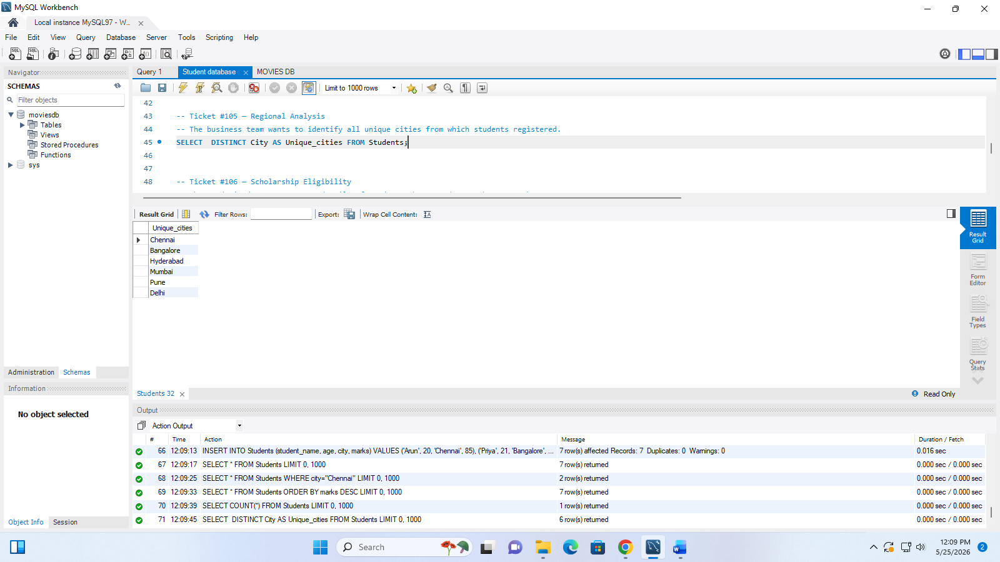 MySQL Workbench
Local instance MySQL97 - W...
File Edit View Query Database Server Tools Scripting Help
Navigator
SCHEMAS
Filter objects
moviesdb
Tables
Views
Stored Procedures
Functions
sys
Administration Schemas
Information
No object selected
Object Info Session
Query 1 Student database MOVIES DB
Limit to 1000 rows
42
43 -- Ticket #105 – Regional Analysis
44 -- The business team wants to identify all unique cities from which students registered.
45 SELECT  DISTINCT City AS Unique_cities FROM Students;
46
47
48 -- Ticket #106 – Scholarship Eligibility
Result Grid Filter Rows: Export: Wrap Cell Content:
Unique_cities
Chennai
Bangalore
Hyderabad
Mumbai
Pune
Delhi
Result
Grid
Form
Editor
Field
Types
Query
Stats
Students 32
Read Only
Output
Action Output
# Time Action Message Duration / Fetch
66 12:09:13 INSERT INTO Students (student_name, age, city, marks) VALUES ('Arun', 20, 'Chennai', 85), ('Priya', 21, 'Bangalore', ... 7 row(s) affected Records: 7  Duplicates: 0  Warnings: 0 0.016 sec
67 12:09:17 SELECT * FROM Students LIMIT 0, 1000 7 row(s) returned 0.000 sec / 0.000 sec
68 12:09:25 SELECT * FROM Students WHERE city="Chennai" LIMIT 0, 1000 2 row(s) returned 0.000 sec / 0.000 sec
69 12:09:33 SELECT * FROM Students ORDER BY marks DESC LIMIT 0, 1000 7 row(s) returned 0.000 sec / 0.000 sec
70 12:09:39 SELECT COUNT(*) FROM Students LIMIT 0, 1000 1 row(s) returned 0.000 sec / 0.000 sec
71 12:09:45 SELECT  DISTINCT City AS Unique_cities FROM Students LIMIT 0, 1000 6 row(s) returned 0.000 sec / 0.000 sec
Search
12:09 PM
5/25/2026
2